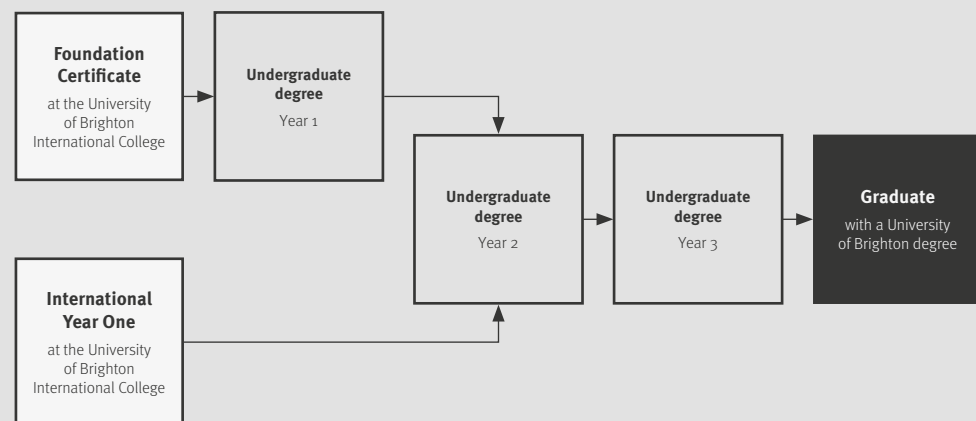 Foundation
Certificate
at the University
of Brighton
International College
Undergraduate
degree
Year 1
Undergraduate
degree
Year 2
Undergraduate
degree
Year 3
Graduate
with a University
of Brighton degree
International
Year One
at the University
of Brighton
International College